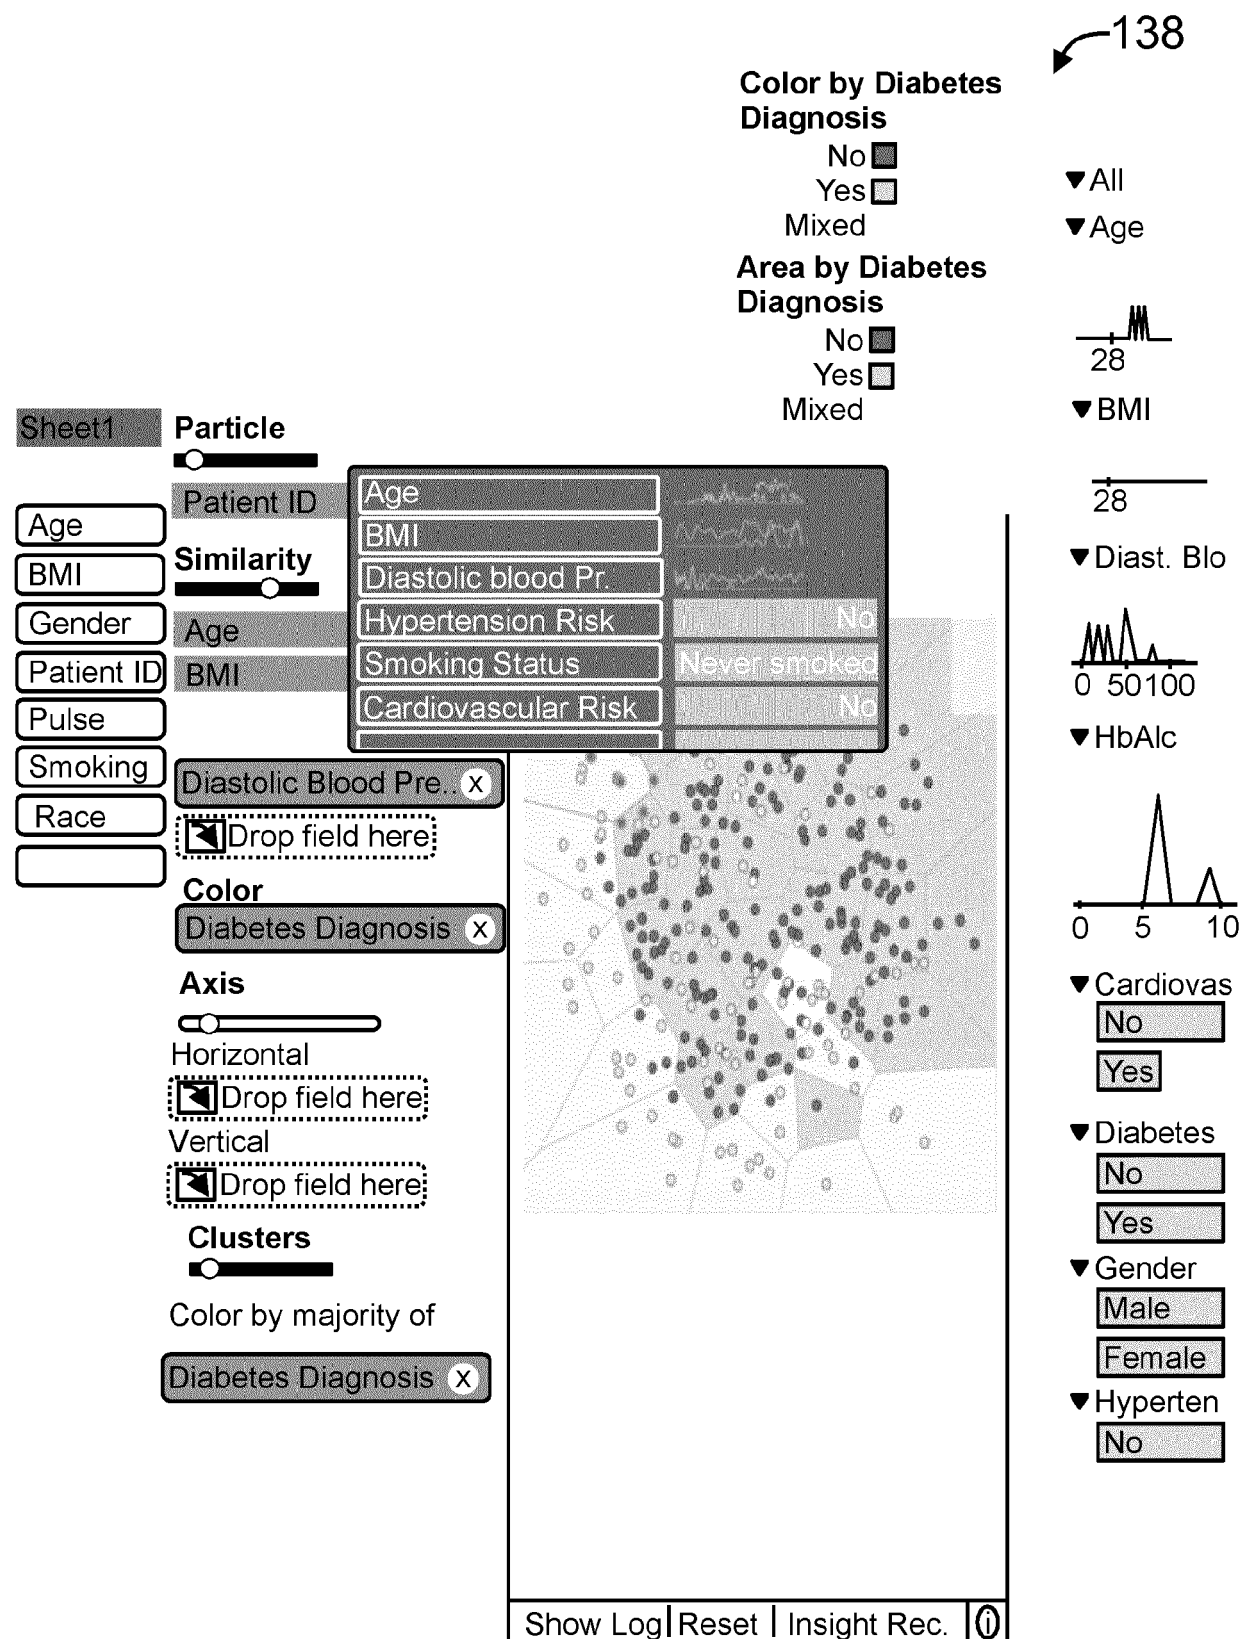 138
Color by Diabetes
Diagnosis
No
Yes
Mixed
Area by Diabetes
Diagnosis
No
Yes
Mixed
Sheet1
Age
BMI
Gender
Patient ID
Pulse
Smoking
Race
Particle
Patient ID
Similarity
Age
BMI
Diastolic Blood Pre..
x
Drop field here
Color
Diabetes Diagnosis
x
Axis
Horizontal
Drop field here
Vertical
Drop field here
Clusters
Color by majority of
Diabetes Diagnosis
x
Age
BMI
Diastolic blood Pr.
Hypertension Risk
No
Smoking Status
Never smoked
Cardiovascular Risk
No
Show Log
Reset
Insight Rec.
i
All
Age
28
BMI
28
Diast. Blo
0 50 100
HbAlc
0 5 10
Cardiovas
No
Yes
Diabetes
No
Yes
Gender
Male
Female
Hyperten
No